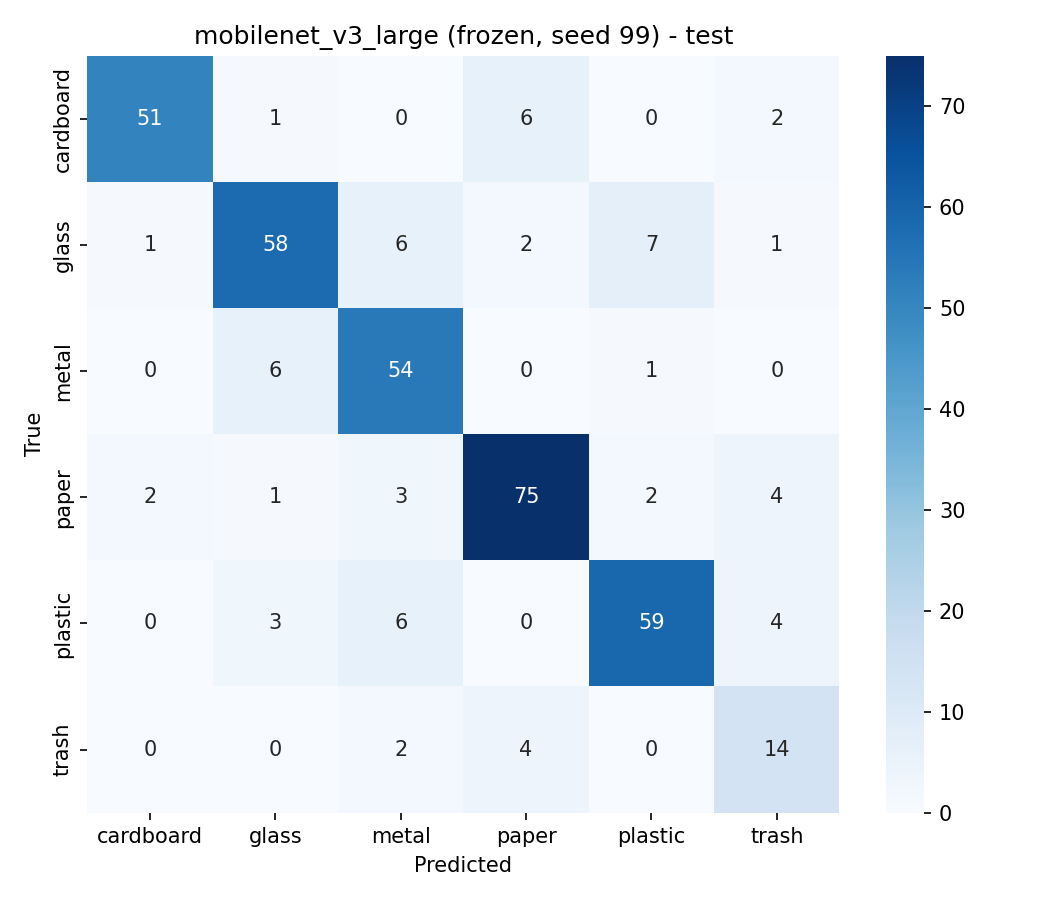 mobilenet_v3_large (frozen, seed 99) - test
True
cardboard 51 1 0 6 0 2
glass 1 58 6 2 7 1
metal 0 6 54 0 1 0
paper 2 1 3 75 2 4
plastic 0 3 6 0 59 4
trash 0 0 2 4 0 14
cardboard glass metal paper plastic trash
Predicted
70
60
50
40
30
20
10
0